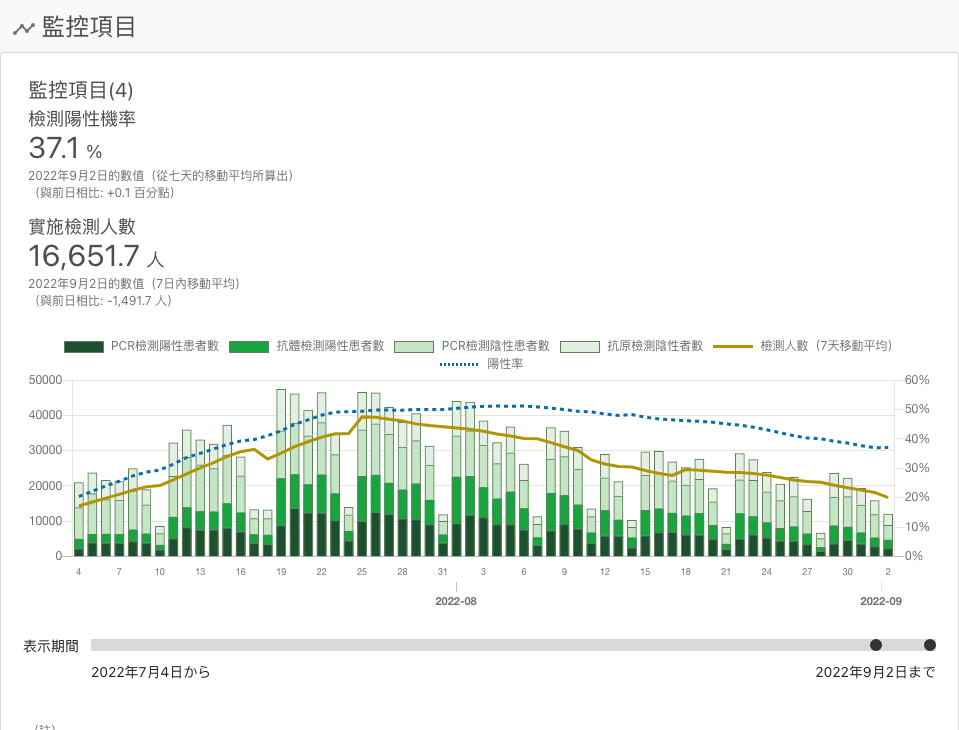 監控項目
監控項目(4)
檢測陽性機率
37.1 %
2022年9月2日的數值（從七天的移動平均所算出）
（與前日相比: +0.1 百分點）
實施檢測人數
16,651.7 人
2022年9月2日的數值（7日內移動平均）
（與前日相比: -1,491.7 人）
PCR檢測陽性患者數 抗體檢測陽性患者數 PCR檢測陰性患者數 抗原檢測陰性者數 檢測人數（7天移動平均）
陽性率
50000 60%
40000 50%
30000 40%
20000 30%
10000 20%
0 10%
0%
4 7 10 13 16 19 22 25 28 31 3 6 9 12 15 18 21 24 27 30 2
2022-08 2022-09
表示期間
2022年7月4日から 2022年9月2日まで
（註）